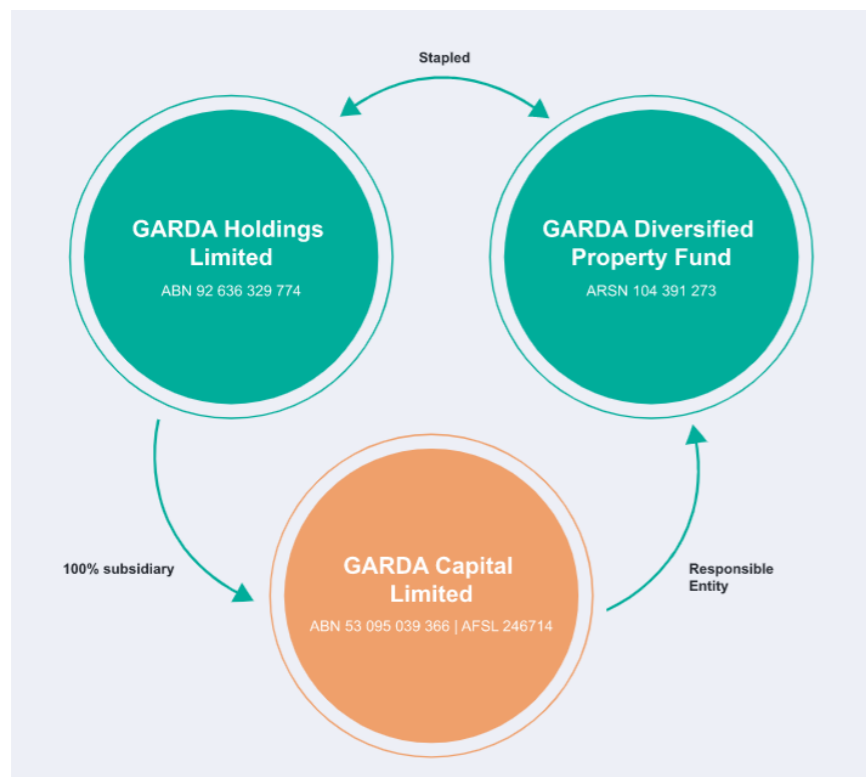 Stapled
GARDA Holdings
Limited
ABN 92 636 329 774
GARDA Diversified
Property Fund
ARSN 104 391 273
100% subsidiary
GARDA Capital
Limited
ABN 53 095 039 366 | AFSL 246714
Responsible
Entity